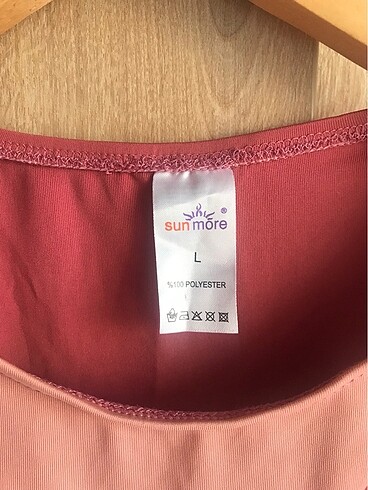 sun more ®
L
%100 POLYESTER